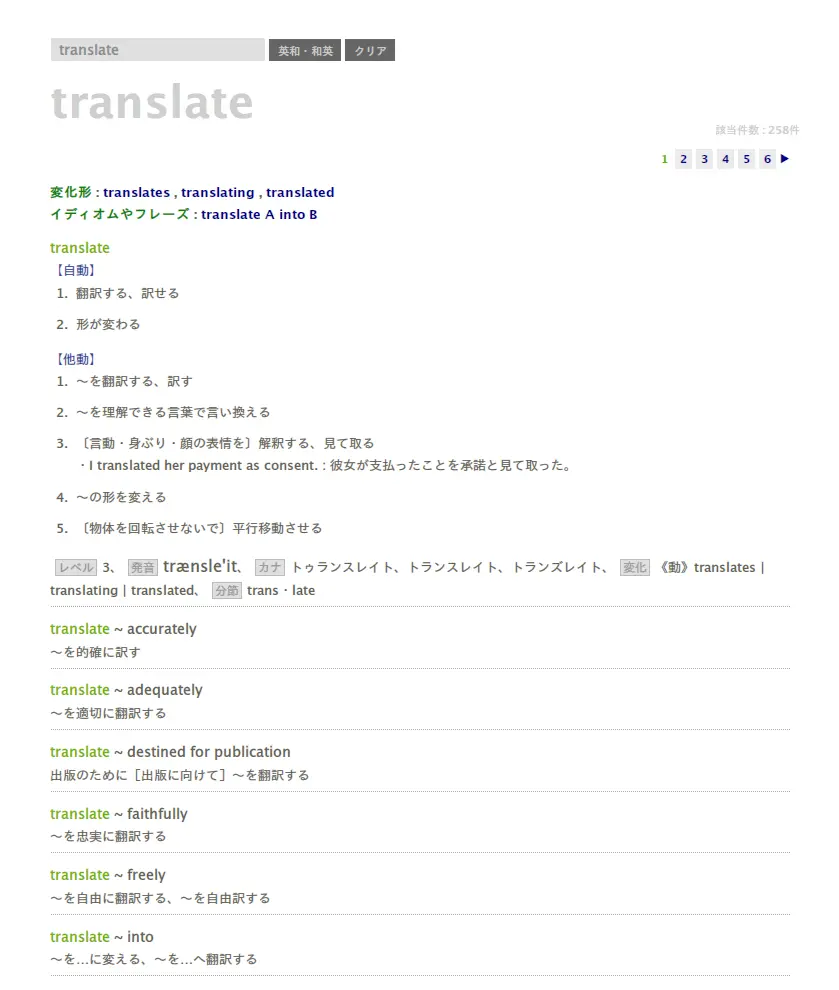 translate 英和・和英 クリア
translate
該当件数 : 258件
1 2 3 4 5 6 ▶
変化形 : translates , translating , translated
イディオムやフレーズ : translate A into B
translate
【自動】
1. 翻訳する、訳せる
2. 形が変わる
【他動】
1. ～を翻訳する、訳す
2. ～を理解できる言葉で言い換える
3. 〔言動・身ぶり・顔の表情を〕解釈する、見て取る
・I translated her payment as consent. : 彼女が支払ったことを承諾と見て取った。
4. ～の形を変える
5. 〔物体を回転させないで〕平行移動させる
レベル 3、 発音 trænsle'it、 カナ トゥランスレイト、トランスレイト、トランズレイト、 変化 《動》translates |
translating | translated、 分節 trans・late
translate ~ accurately
～を的確に訳す
translate ~ adequately
～を適切に翻訳する
translate ~ destined for publication
出版のために［出版に向けて］～を翻訳する
translate ~ faithfully
～を忠実に翻訳する
translate ~ freely
～を自由に翻訳する、～を自由訳する
translate ~ into
～を…に変える、～を…へ翻訳する